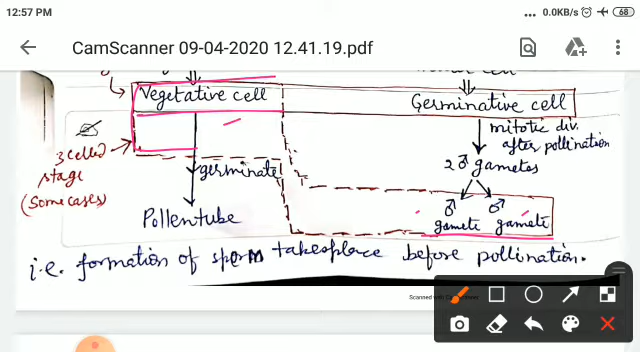 12:57 PM
... 0.0KB/s 68
CamScanner 09-04-2020 12.41.19.pdf
Vegetative cell
Germinative cell
mitotic div.
after pollination
3 celled
stage
(Some cases)
germinate
2♂ gametes
Pollentube
♂ ♂
gamete gamete
i.e. formation of sperm takesplace before pollination.
Scanned with CamScanner